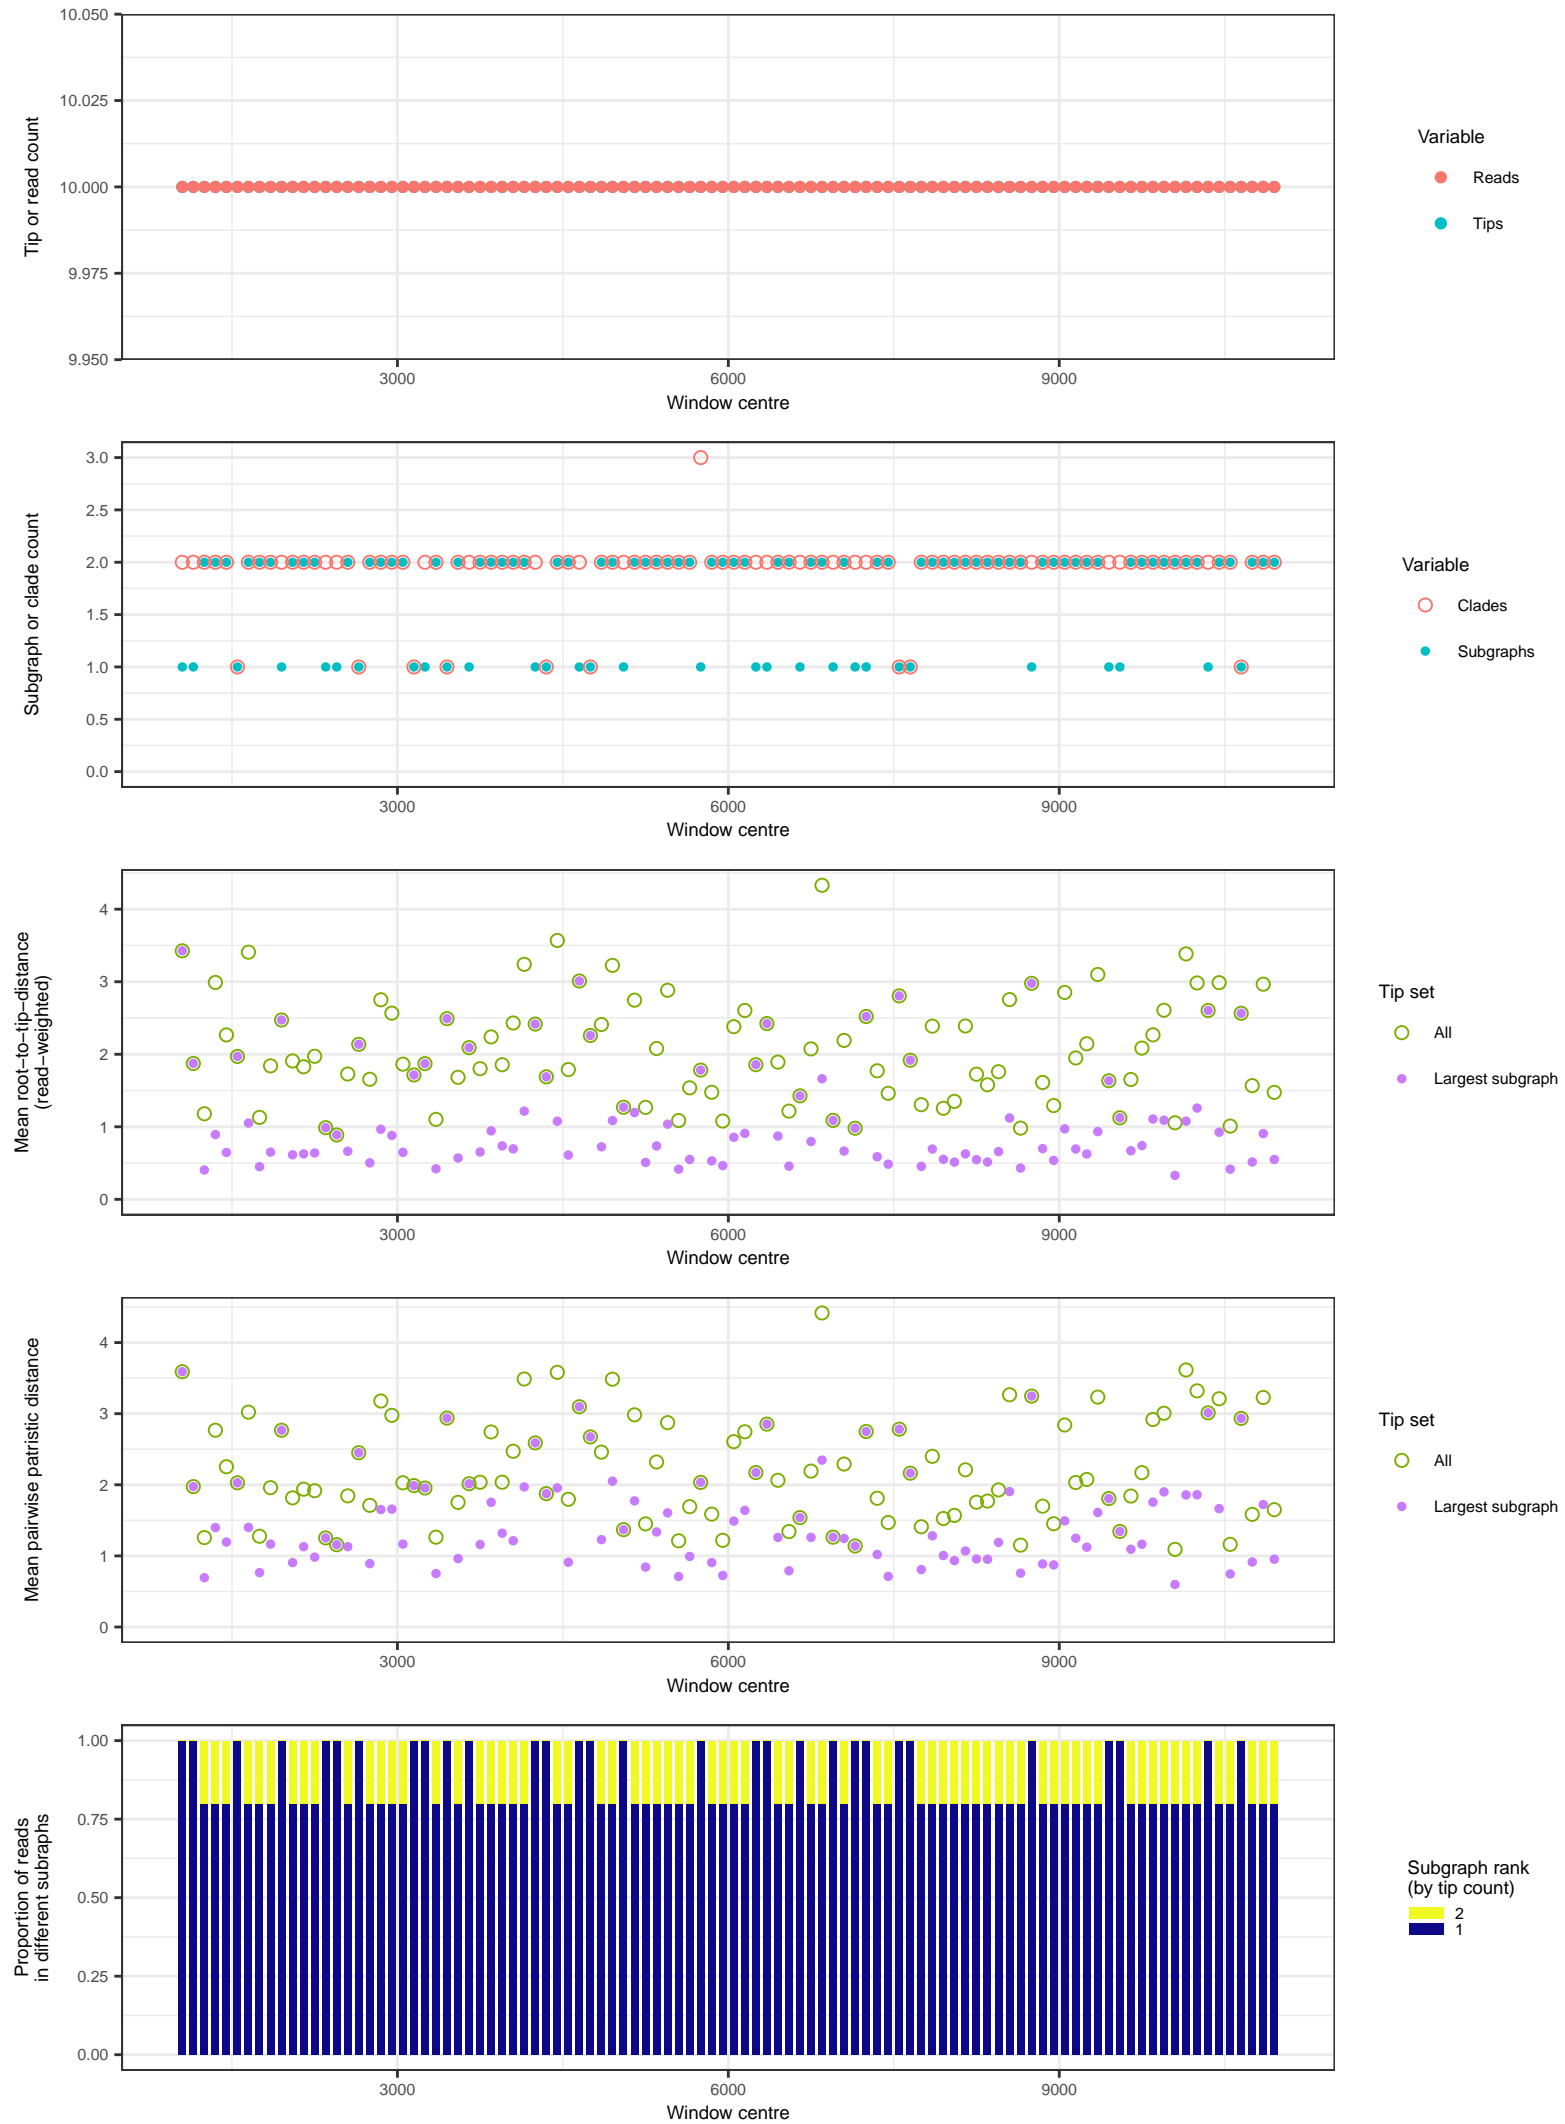 10.050
10.025
10.000
9.975
9.950
Tip or read count
3000 6000 9000
Window centre
Variable
Reads
Tips
3.0
2.5
2.0
1.5
1.0
0.5
0.0
Subgraph or clade count
3000 6000 9000
Window centre
Variable
Clades
Subgraphs
4
3
2
1
0
Mean root−to−tip−distance
(read−weighted)
3000 6000 9000
Window centre
Tip set
All
Largest subgraph
4
3
2
1
0
Mean pairwise patristic distance
3000 6000 9000
Window centre
Tip set
All
Largest subgraph
1.00
0.75
0.50
0.25
0.00
Proportion of reads
in different subraphs
3000 6000 9000
Window centre
Subgraph rank
(by tip count)
2
1